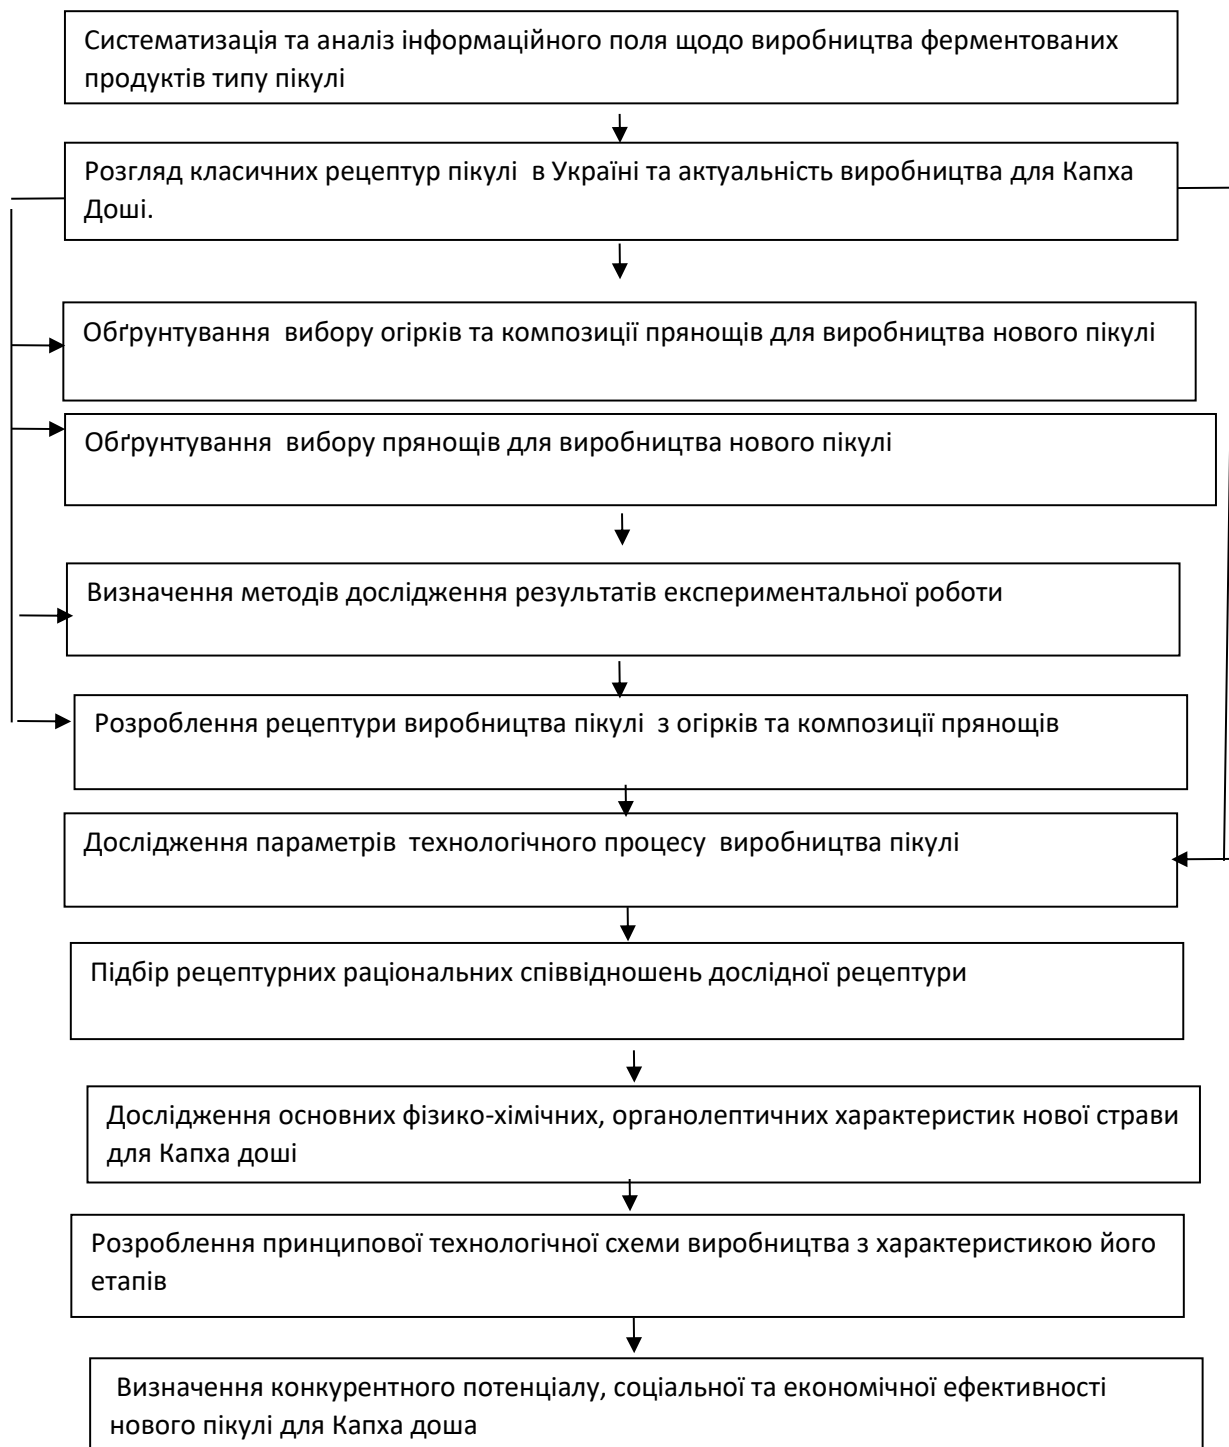 Систематизація та аналіз інформаційного поля щодо виробництва ферментованих
продуктів типу пікулі
Розгляд класичних рецептур пікулі в Україні та актуальність виробництва для Капха
Доші.
Обґрунтування вибору огірків та композиції прянощів для виробництва нового пікулі
Обґрунтування вибору прянощів для виробництва нового пікулі
Визначення методів дослідження результатів експериментальної роботи
Розроблення рецептури виробництва пікулі з огірків та композиції прянощів
Дослідження параметрів технологічного процесу виробництва пікулі
Підбір рецептурних раціональних співвідношень дослідної рецептури
Дослідження основних фізико-хімічних, органолептичних характеристик нової страви
для Капха доші
Розроблення принципової технологічної схеми виробництва з характеристикою його
етапів
Визначення конкурентного потенціалу, соціальної та економічної ефективності
нового пікулі для Капха доша